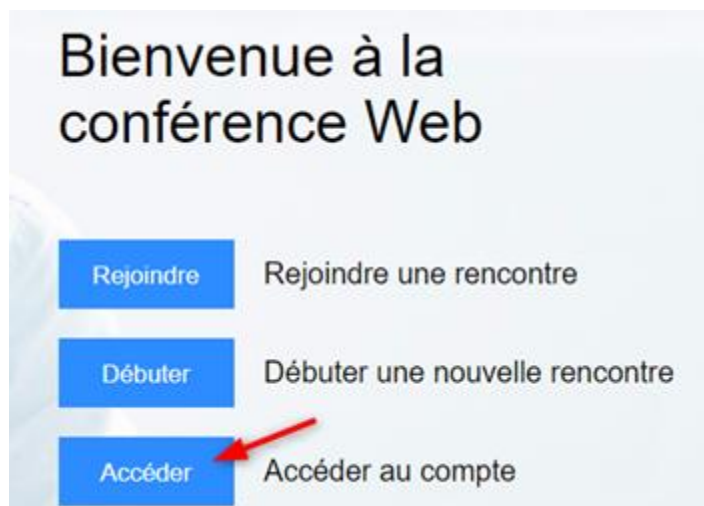 Bienvenue à la
conférence Web
Rejoindre Rejoindre une rencontre
Débuter Débuter une nouvelle rencontre
Accéder Accéder au compte